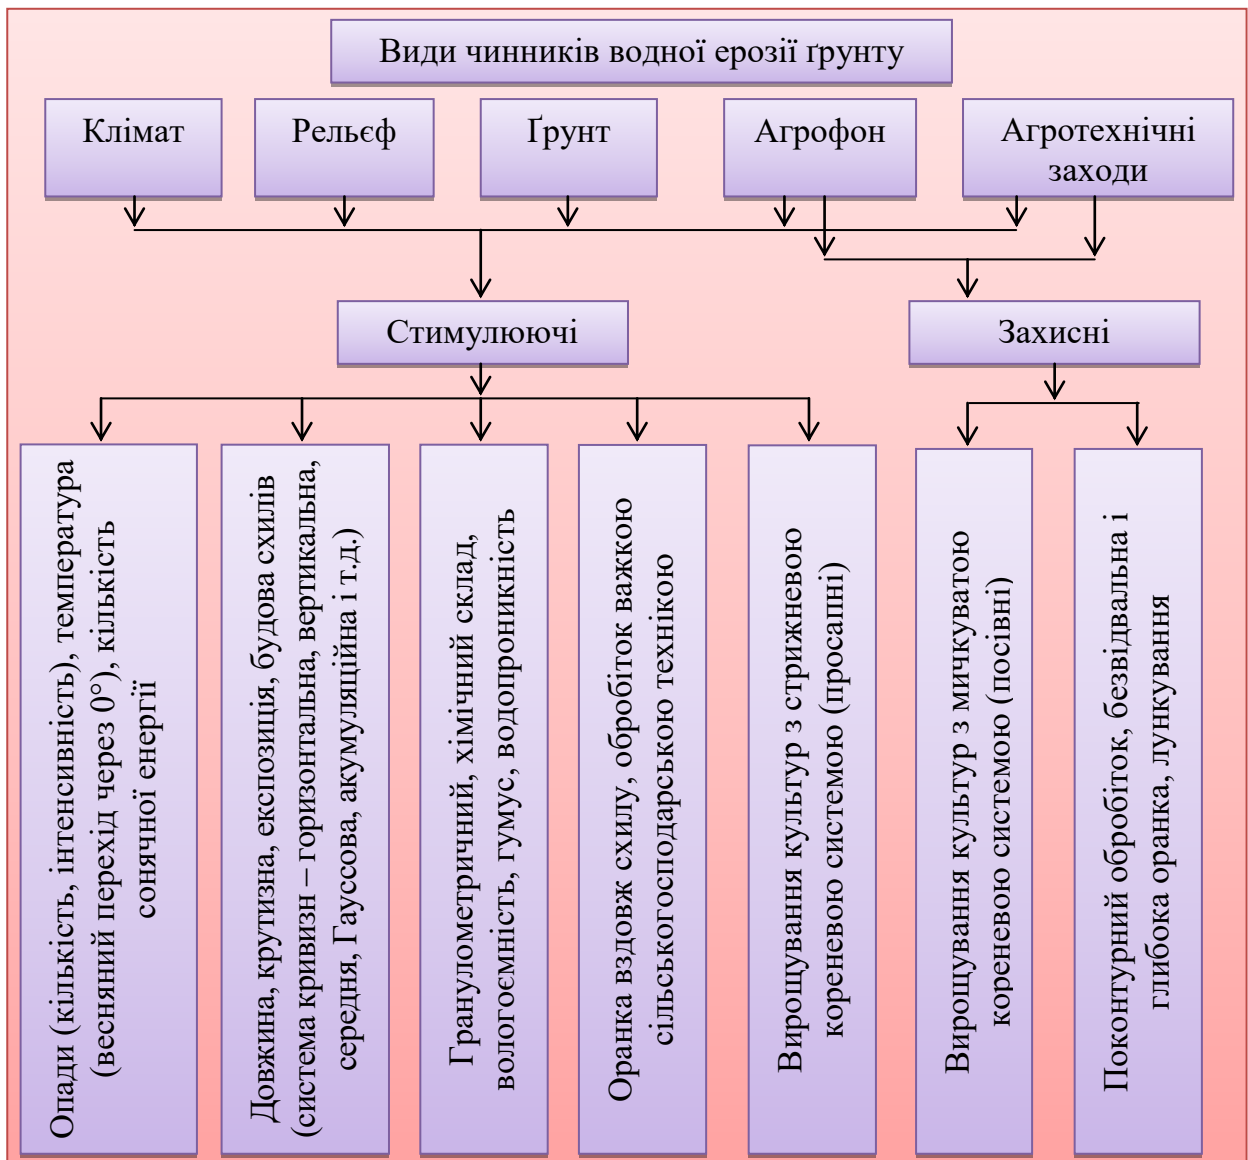 Види чинників водної ерозії ґрунту
Клімат
Рельєф
Ґрунт
Агрофон
Агротехнічні
заходи
Стимулюючі
Захисні
Опади (кількість, інтенсивність), температура
(весняний перехід через 0°), кількість
сонячної енергії
Довжина, крутизна, експозиція, будова схилів
(система кривизн – горизонтальна, вертикальна,
середня, Гауссова, акумуляційна і т.д.)
Гранулометричний, хімічний склад,
вологоємність, гумус, водопроникність
Оранка вздовж схилу, обробіток важкою
сільськогосподарською технікою
Вирощування культур з стрижневою
кореневою системою (просапні)
Вирощування культур з мичкуватою
кореневою системою (посівні)
Поконтурний обробіток, безвідвальна і
глибока оранка, лункування